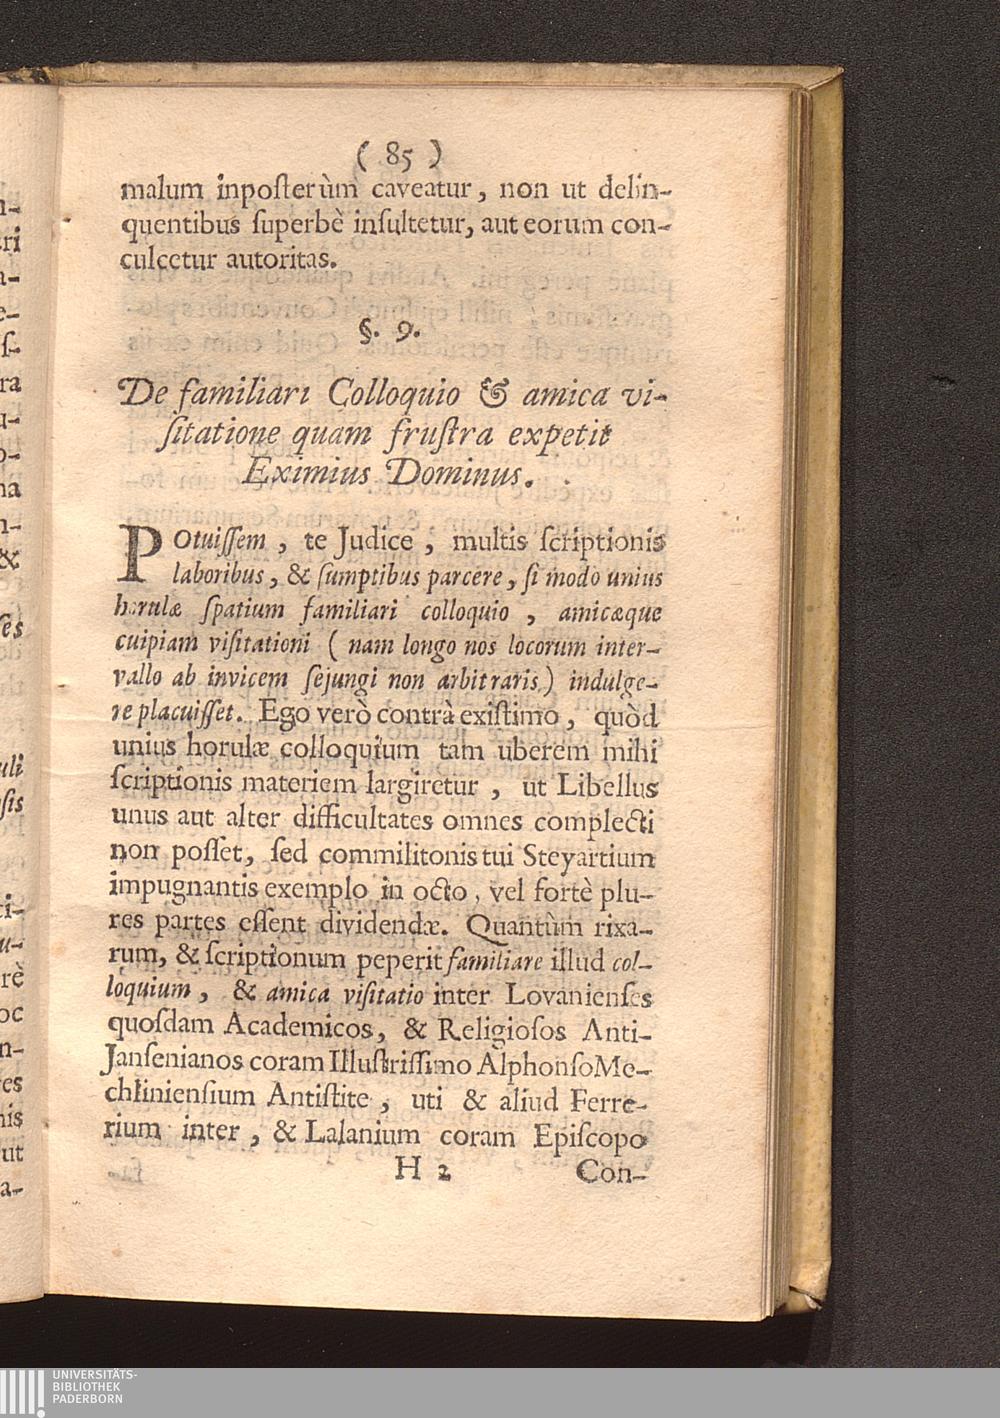 ( 85 )
malum inpoſterùm caveatur, non ut delin-
quentibus ſuperbè inſultetur, aut eorum con-
culcetur autoritas.
§. 9.
De familiari Colloquio & amica vi-
ſitatione quam fruſtra expetit
Eximius Dominus.
POtuiſſem, te Judice, multis ſcriptionis
laboribus, & ſumptibus parcere, ſi modò unius
horulæ ſpatium familiari colloquio, amicæque
cuipiam viſitationi ( nam longo nos locorum inter-
vallo ab invicem ſejungi non arbitraris ) indulge-
re placuiſſet. Ego verò contrà exiſtimo, quòd
unius horulæ colloquium tam uberem mihi
ſcriptionis materiem largiretur, ut Libellus
unus aut alter difficultates omnes complecti
non poſſet, ſed commilitonis tui Steyartium
impugnantis exemplo in octo, vel fortè plu-
res partes eſſent dividendæ. Quantùm rixa-
rum, & ſcriptionum peperit familiare illud col-
loquium, & amica viſitatio inter Lovanienſes
quoſdam Academicos, & Religioſos Anti-
Janſenianos coram Illuſtriſſimo Alphonſo Me-
chlinienſium Antiſtite, uti & aliud Ferre-
rium inter, & Lalanium coram Epiſcopo
H 2 Con-
UNIVERSITÄTS-
BIBLIOTHEK
PADERBORN